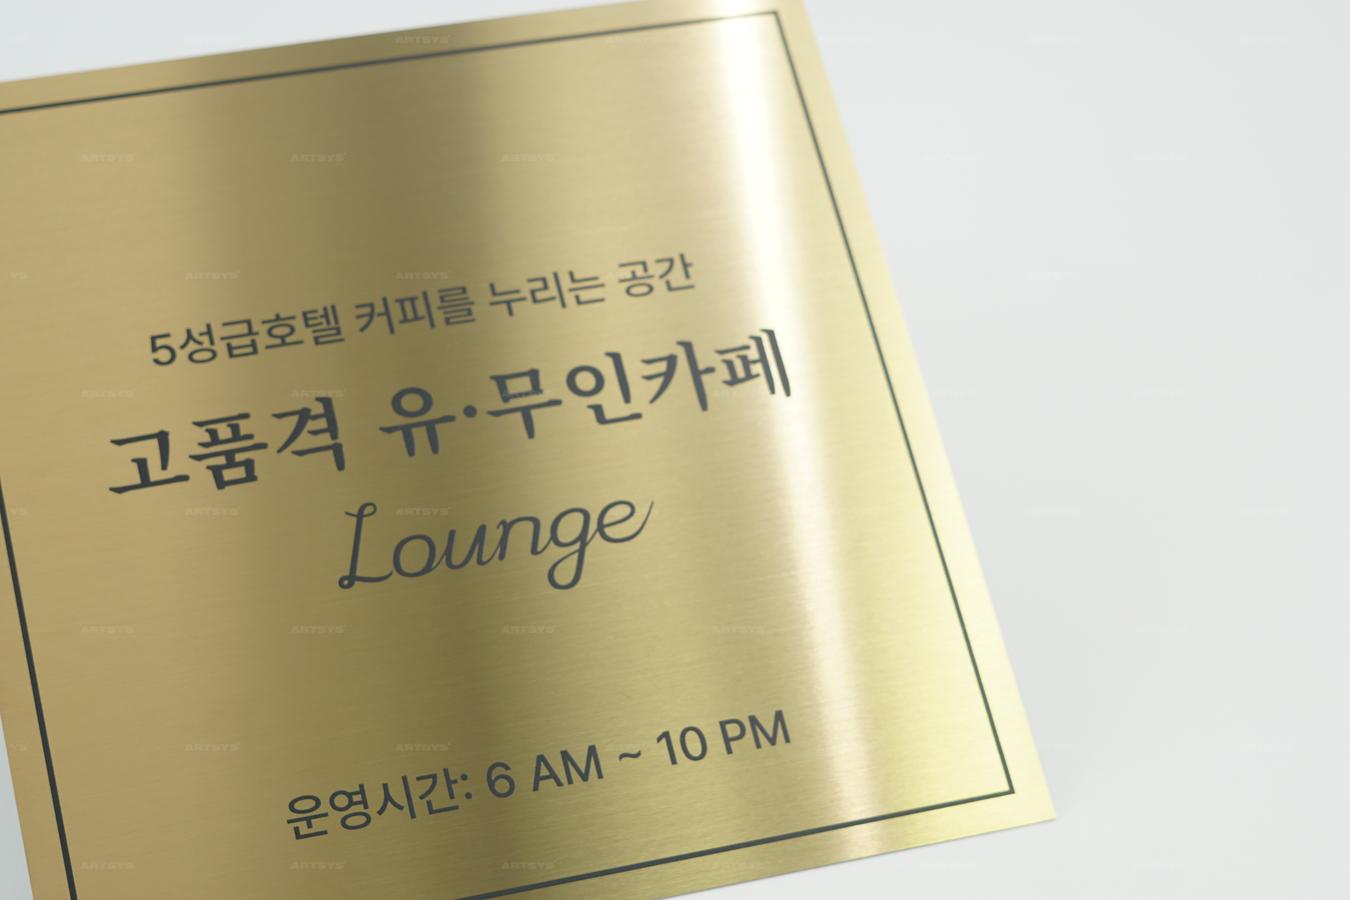 5성급호텔 커피를 누리는 공간
고품격 유·무인카페
Lounge
운영시간: 6 AM ~ 10 PM
ARTSYS